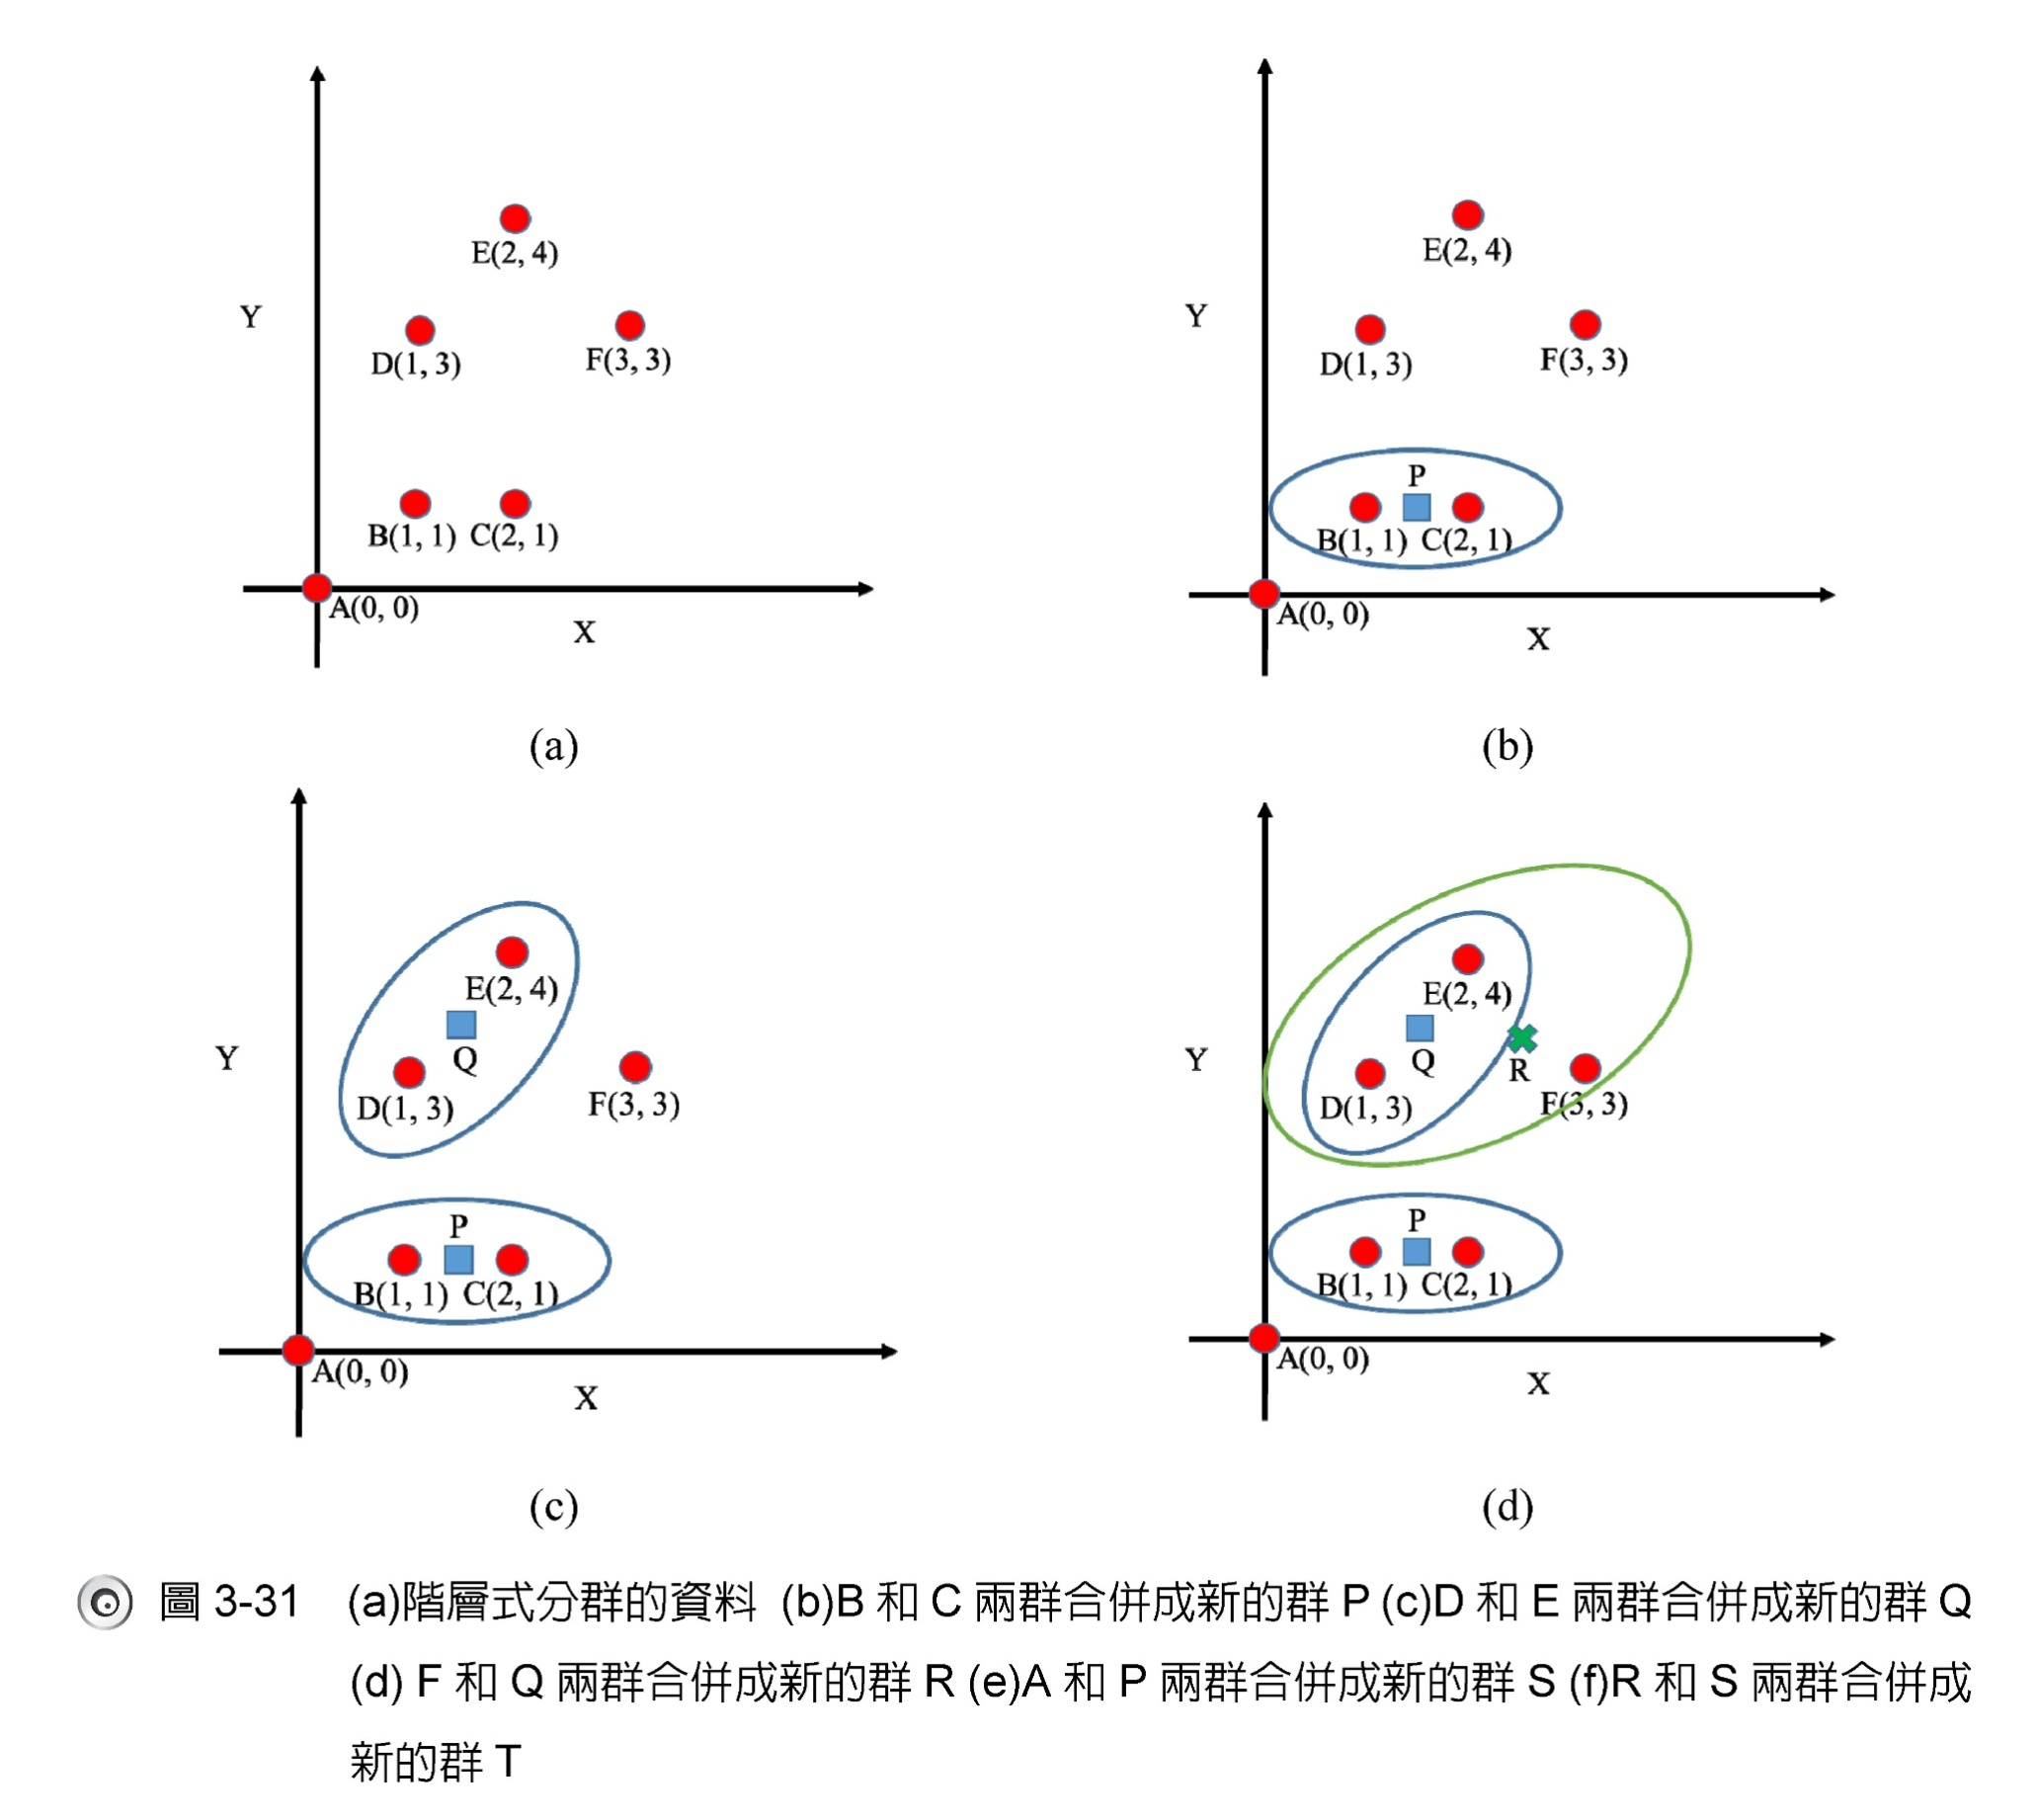 E(2, 4)
Y
D(1, 3)
F(3, 3)
B(1, 1) C(2, 1)
A(0, 0)
X
(a)
E(2, 4)
Y
D(1, 3)
F(3, 3)
P
B(1, 1) C(2, 1)
A(0, 0)
X
(b)
E(2, 4)
Q
Y
D(1, 3)
F(3, 3)
P
B(1, 1) C(2, 1)
A(0, 0)
X
(c)
E(2, 4)
Q
R
Y
D(1, 3)
F(3, 3)
P
B(1, 1) C(2, 1)
A(0, 0)
X
(d)
圖 3-31 (a)階層式分群的資料 (b)B 和 C 兩群合併成新的群 P (c)D 和 E 兩群合併成新的群 Q
(d) F 和 Q 兩群合併成新的群 R (e)A 和 P 兩群合併成新的群 S (f)R 和 S 兩群合併成
新的群 T